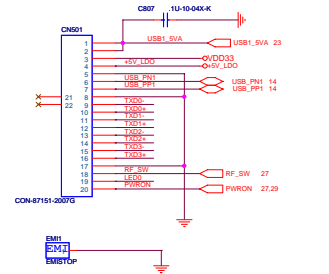 C807 .1U-10-04X-K
CN501
1 USB1_5VA USB1_5VA 23
2
3 VDD33
4 +5V_LDO +5V_LDO
5
6 USB_PN1 USB_PN1 14
7 USB_PP1 USB_PP1 14
21 8
22 9 TXD0-
10 TXD0+
11 TXD1-
12 TXD1+
13 TXD2-
14 TXD2+
15 TXD3-
16 TXD3+
17
18 RF_SW RF_SW 27
19 LED0
20 PWRON PWRON 27,29
CON-87151-2007G
EMI1
EMI
EMISTOP